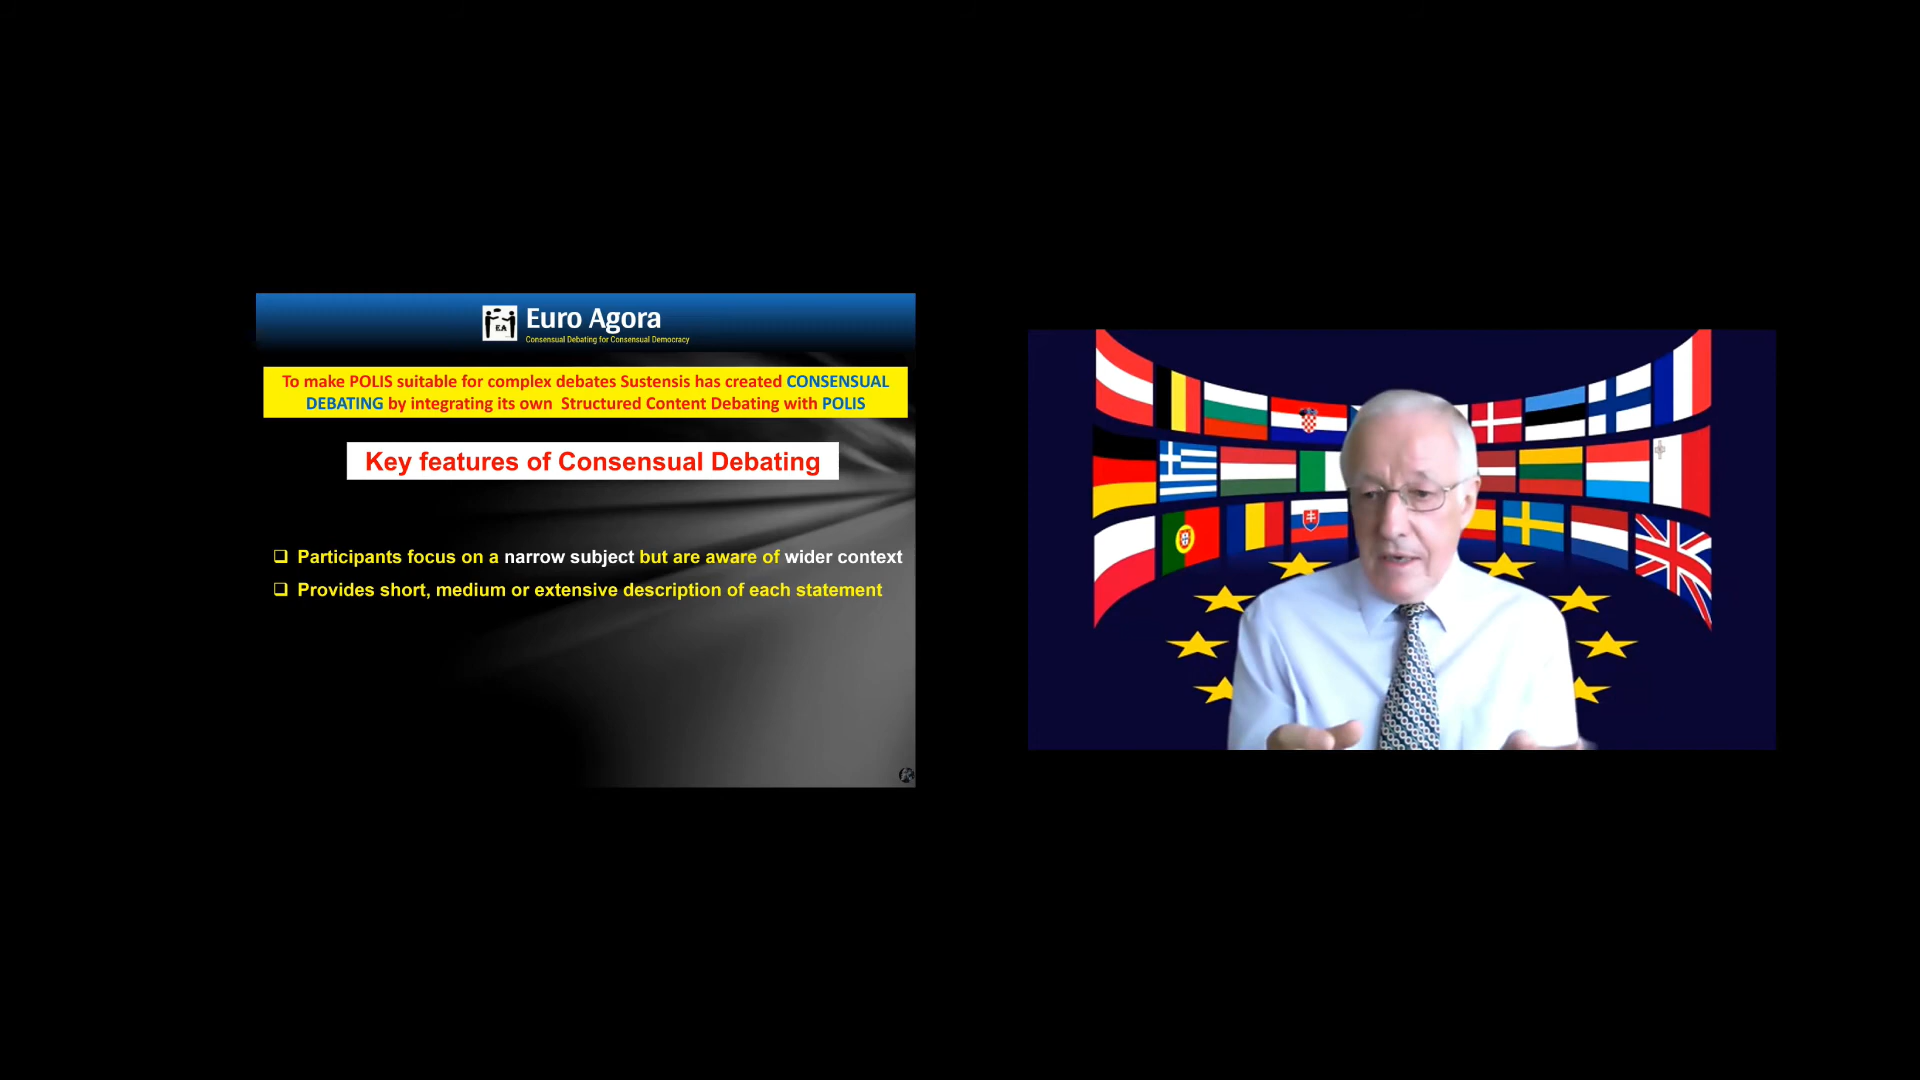 EA
Euro Agora
Consensual Debating for Consensual Democracy
To make POLIS suitable for complex debates Sustensis has created CONSENSUAL
DEBATING by integrating its own Structured Content Debating with POLIS
Key features of Consensual Debating
❑ Participants focus on a narrow subject but are aware of wider context
❑ Provides short, medium or extensive description of each statement